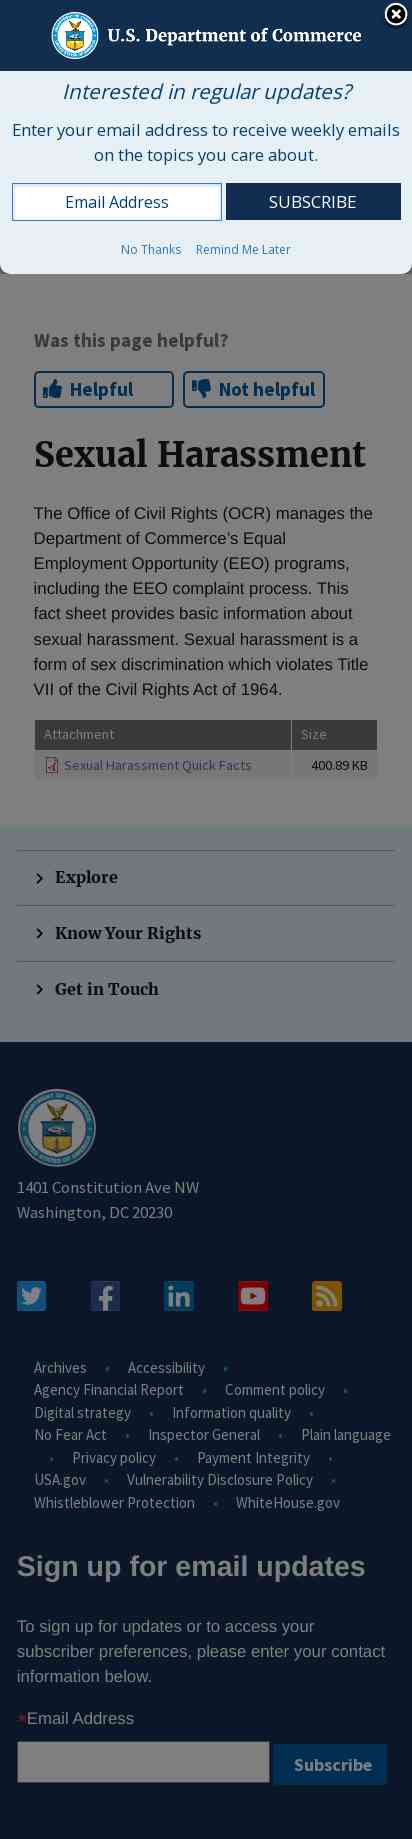 U.S. Department of Commerce
Interested in regular updates?
Enter your email address to receive weekly emails
on the topics you care about.
Email Address
SUBSCRIBE
No Thanks Remind Me Later
Was this page helpful?
Helpful Not helpful
Sexual Harassment
The Office of Civil Rights (OCR) manages the
Department of Commerce’s Equal
Employment Opportunity (EEO) programs,
including the EEO complaint process. This
fact sheet provides basic information about
sexual harassment. Sexual harassment is a
form of sex discrimination which violates Title
VII of the Civil Rights Act of 1964.
Attachment Size
Sexual Harassment Quick Facts 400.89 KB
Explore
Know Your Rights
Get in Touch
1401 Constitution Ave NW
Washington, DC 20230
Archives • Accessibility •
Agency Financial Report • Comment policy •
Digital strategy • Information quality •
No Fear Act • Inspector General • Plain language
• Privacy policy • Payment Integrity •
USA.gov • Vulnerability Disclosure Policy •
Whistleblower Protection • WhiteHouse.gov
Sign up for email updates
To sign up for updates or to access your
subscriber preferences, please enter your contact
information below.
*Email Address
Subscribe